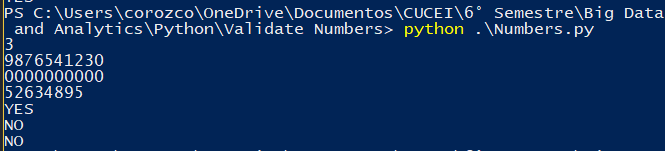 YES
PS C:\Users\corozco\OneDrive\Documentos\CUCEI\6° Semestre\Big Data
 and Analytics\Python\Validate Numbers> python .\Numbers.py
3
9876541230
0000000000
52634895
YES
NO
NO